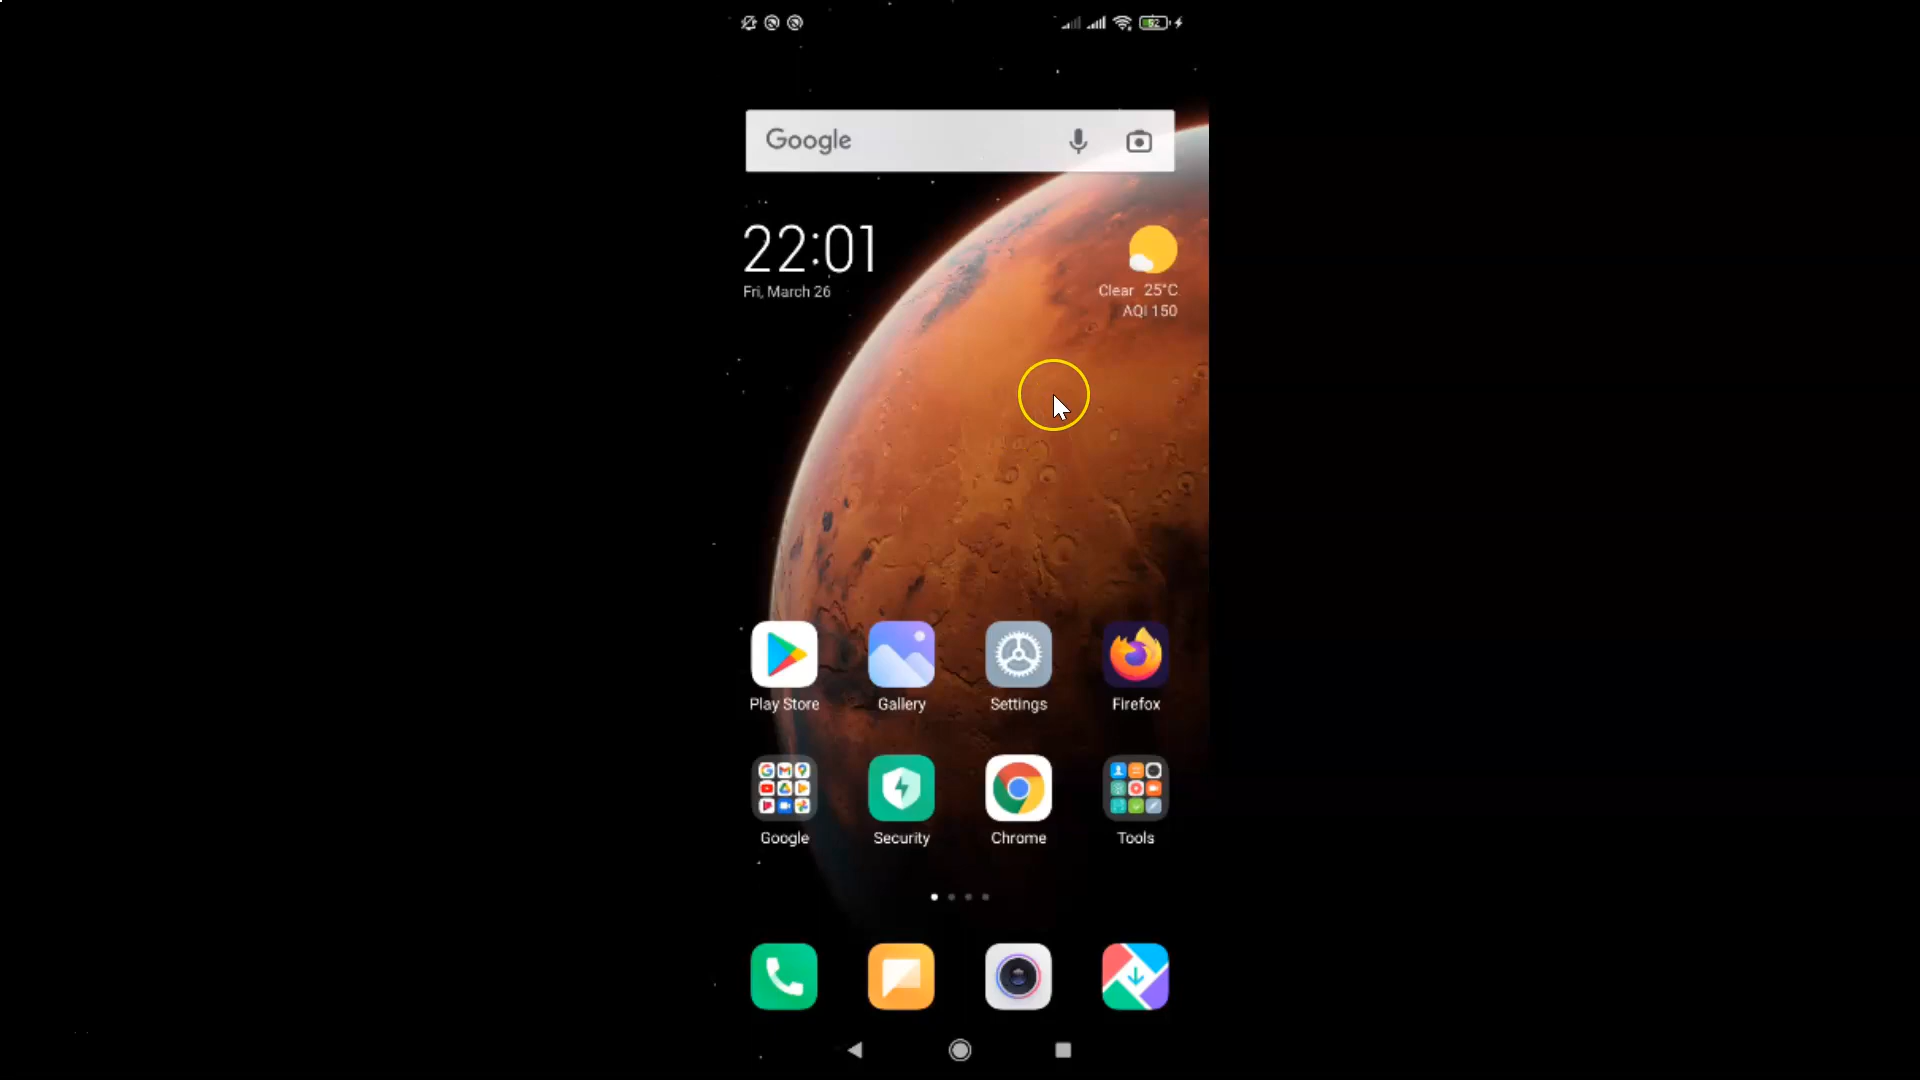 52
Google
22:01
Fri, March 26
Clear 25°C
AQI 150
Play Store
Gallery
Settings
Firefox
Google
Security
Chrome
Tools